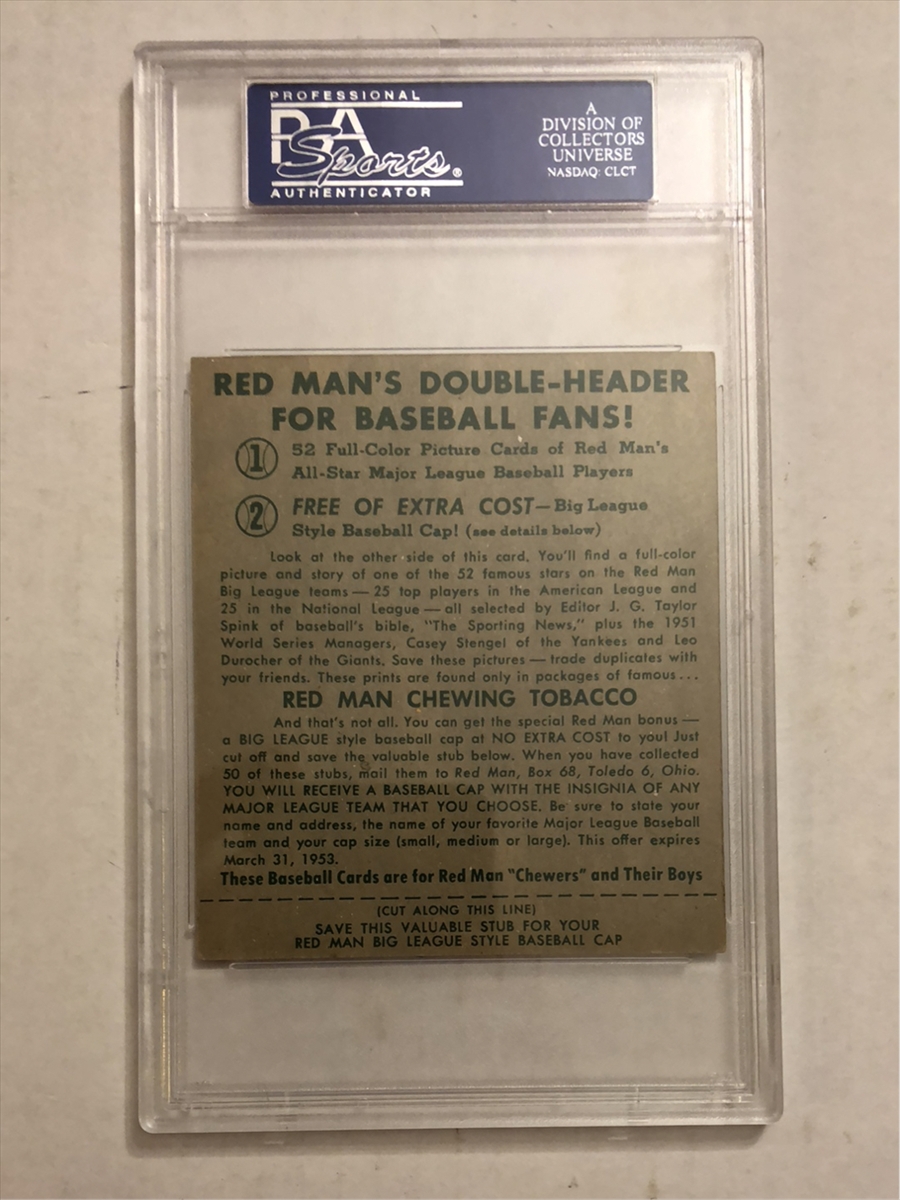 PROFESSIONAL
PSA
Sports®
AUTHENTICATOR
A
DIVISION OF
COLLECTORS
UNIVERSE
NASDAQ: CLCT
RED MAN'S DOUBLE-HEADER
FOR BASEBALL FANS!
1 52 Full-Color Picture Cards of Red Man's
All-Star Major League Baseball Players
2 FREE OF EXTRA COST—Big League
Style Baseball Cap! (see details below)
Look at the other side of this card. You'll find a full-color
picture and story of one of the 52 famous stars on the Red Man
Big League teams — 25 top players in the American League and
25 in the National League — all selected by Editor J. G. Taylor
Spink of baseball's bible, "The Sporting News," plus the 1951
World Series Managers, Casey Stengel of the Yankees and Leo
Durocher of the Giants. Save these pictures — trade duplicates with
your friends. These prints are found only in packages of famous...
RED MAN CHEWING TOBACCO
And that's not all. You can get the special Red Man bonus —
a BIG LEAGUE style baseball cap at NO EXTRA COST to you! Just
cut off and save the valuable stub below. When you have collected
50 of these stubs, mail them to Red Man, Box 68, Toledo 6, Ohio.
YOU WILL RECEIVE A BASEBALL CAP WITH THE INSIGNIA OF ANY
MAJOR LEAGUE TEAM THAT YOU CHOOSE. Be sure to state your
name and address, the name of your favorite Major League Baseball
team and your cap size (small, medium or large). This offer expires
March 31, 1953.
These Baseball Cards are for Red Man "Chewers" and Their Boys
(CUT ALONG THIS LINE)
SAVE THIS VALUABLE STUB FOR YOUR
RED MAN BIG LEAGUE STYLE BASEBALL CAP